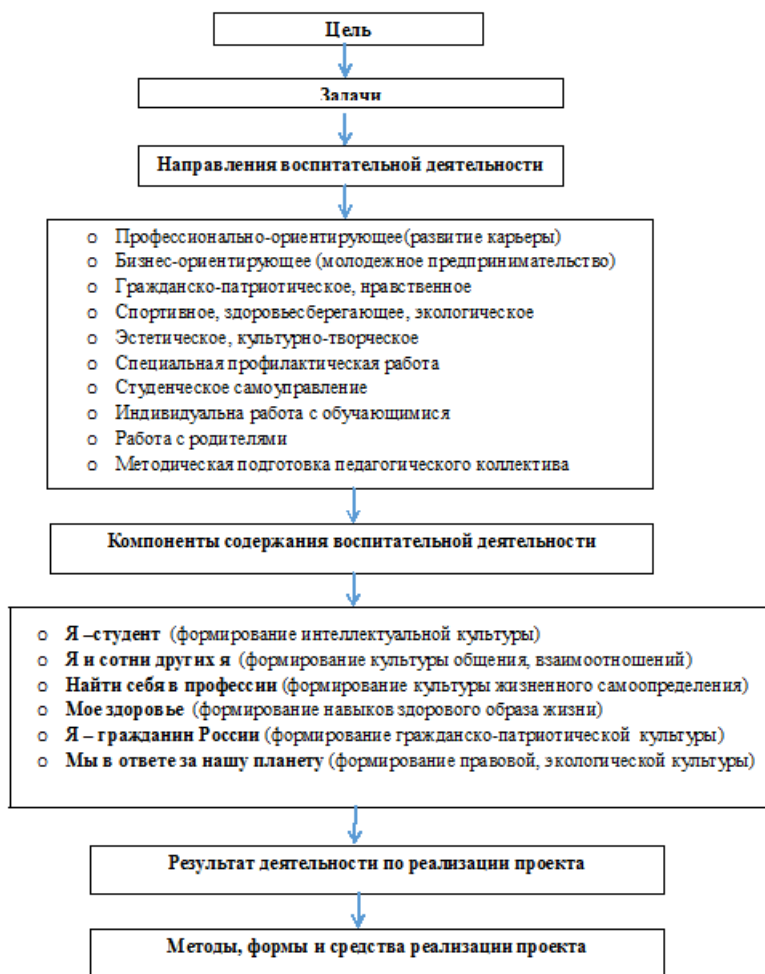 Цель
Задачи
Направления воспитательной деятельности
o Профессионально-ориентирующее(развитие карьеры)
o Бизнес-ориентирующее (молодежное предпринимательство)
o Гражданско-патриотическое, нравственное
o Спортивное, здоровьесберегающее, экологическое
o Эстетическое, культурно-творческое
o Специальная профилактическая работа
o Студенческое самоуправление
o Индивидуальна работа с обучающимися
o Работа с родителями
o Методическая подготовка педагогического коллектива
Компоненты содержания воспитательной деятельности
o Я –студент (формирование интеллектуальной культуры)
o Я и сотни других я (формирование культуры общения, взаимоотношений)
o Найти себя в профессии (формирование культуры жизненного самоопределения)
o Мое здоровье (формирование навыков здорового образа жизни)
o Я – гражданин России (формирование гражданско-патриотической культуры)
o Мы в ответе за нашу планету (формирование правовой, экологической культуры)
Результат деятельности по реализации проекта
Методы, формы и средства реализации проекта